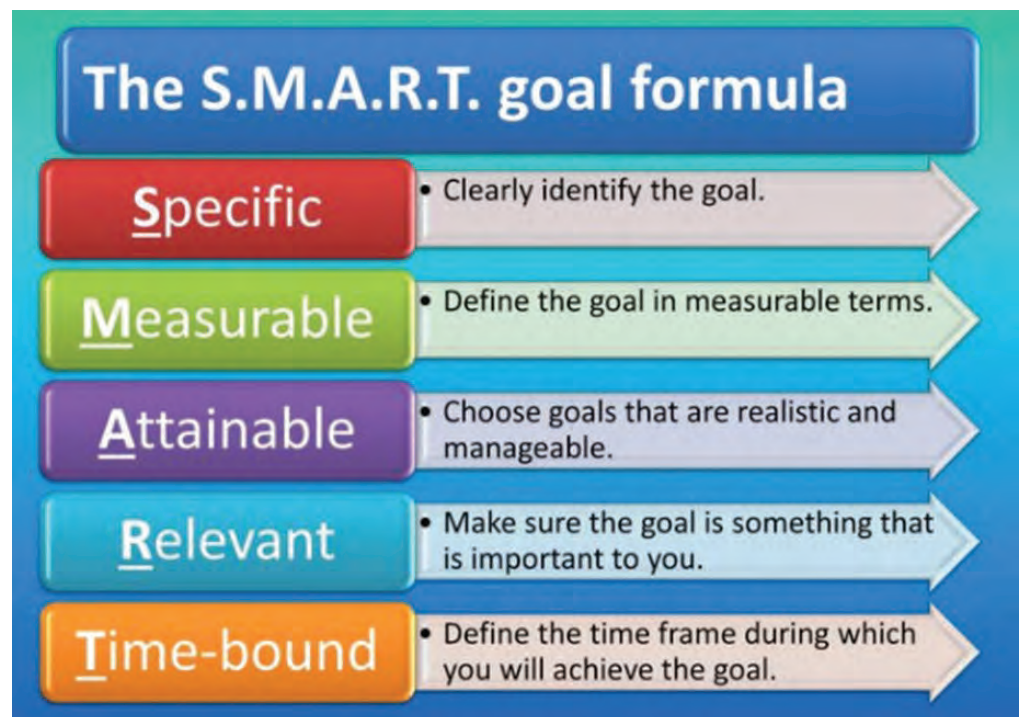 The S.M.A.R.T. goal formula
Specific
• Clearly identify the goal.
Measurable
• Define the goal in measurable terms.
Attainable
• Choose goals that are realistic and
manageable.
Relevant
• Make sure the goal is something that
is important to you.
Time-bound
• Define the time frame during which
you will achieve the goal.